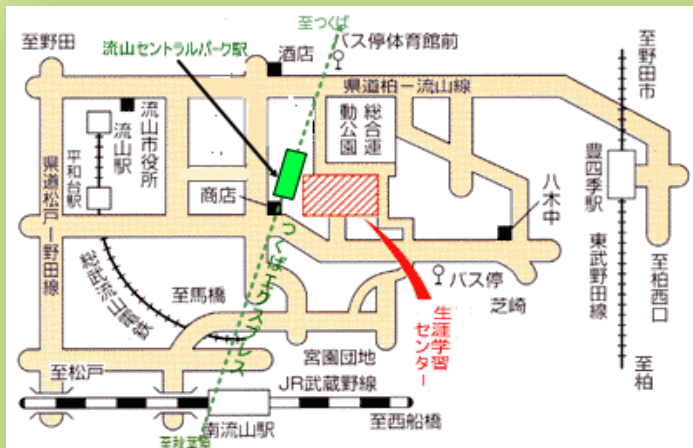 至つくば
至野田
流山セントラルパーク駅
酒店
バス停体育館前
県道柏ー流山線
至野田市
総合運
動公園
流山市役所
流山駅
平和台駅
県道松戸ー野田線
商店
八木中
豊四季駅
東武野田線
つくばエクスプレス
総武流山電鉄
至馬橋
バス停
芝崎
至柏西口
生涯学習
センター
宮園団地
至松戸
JR武蔵野線
至柏
南流山駅
至西船橋
至秋葉原